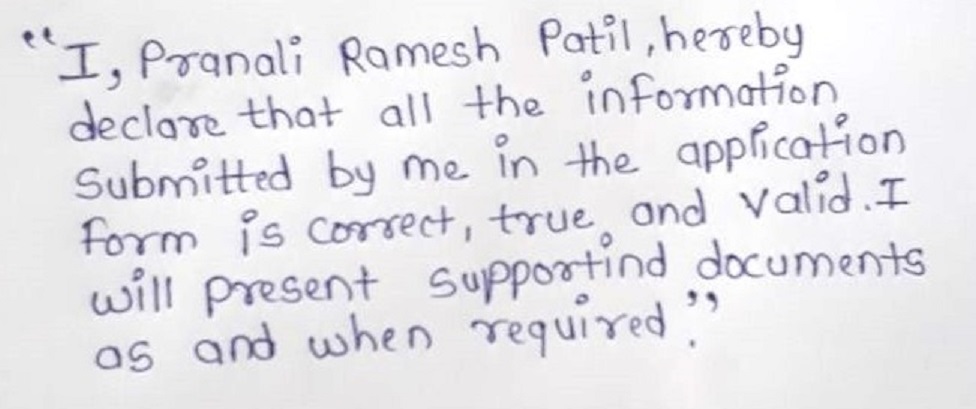 "I, Pranali Ramesh Patil, hereby
declare that all the information
Submitted by me in the application
form is correct, true and valid. I
will present supportind documents
as and when required."